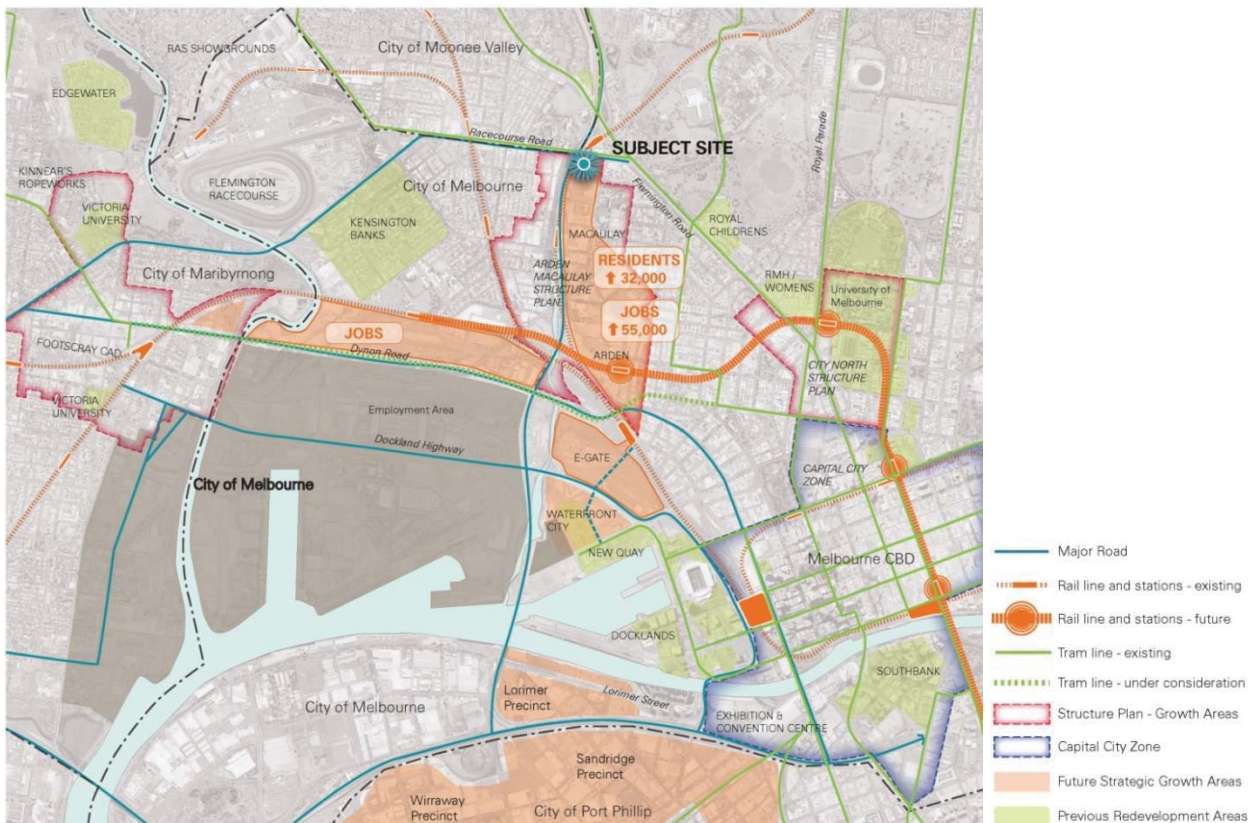 RAS SHOWGROUNDS
City of Moonee Valley
EDGEWATER
Racecourse Road
SUBJECT SITE
Royal Parade
KINNEAR'S
ROPEWORKS
FLEMINGTON
RACECOURSE
City of Melbourne
Flemington Road
VICTORIA
UNIVERSITY
KENSINGTON
BANKS
ROYAL
CHILDRENS
MACAULAY
City of Maribyrnong
ARDEN
MACAULAY
STRUCTURE
PLAN
RESIDENTS
↑ 32,000
JOBS
↑ 55,000
RMH /
WOMENS
University of
Melbourne
JOBS
FOOTSCRAY CAD
Dynon Road
ARDEN
CITY NORTH
STRUCTURE
PLAN
VICTORIA
UNIVERSITY
Employment Area
Dockland Highway
E-GATE
CAPITAL CITY
ZONE
City of Melbourne
WATERFRONT
CITY
NEW QUAY
Melbourne CBD
DOCKLANDS
SOUTHBANK
Lorimer
Precinct
Lorimer Street
City of Melbourne
EXHIBITION &
CONVENTION CENTRE
Sandridge
Precinct
Wirraway
Precinct
City of Port Phillip
Major Road
Rail line and stations - existing
Rail line and stations - future
Tram line - existing
Tram line - under consideration
Structure Plan - Growth Areas
Capital City Zone
Future Strategic Growth Areas
Previous Redevelopment Areas